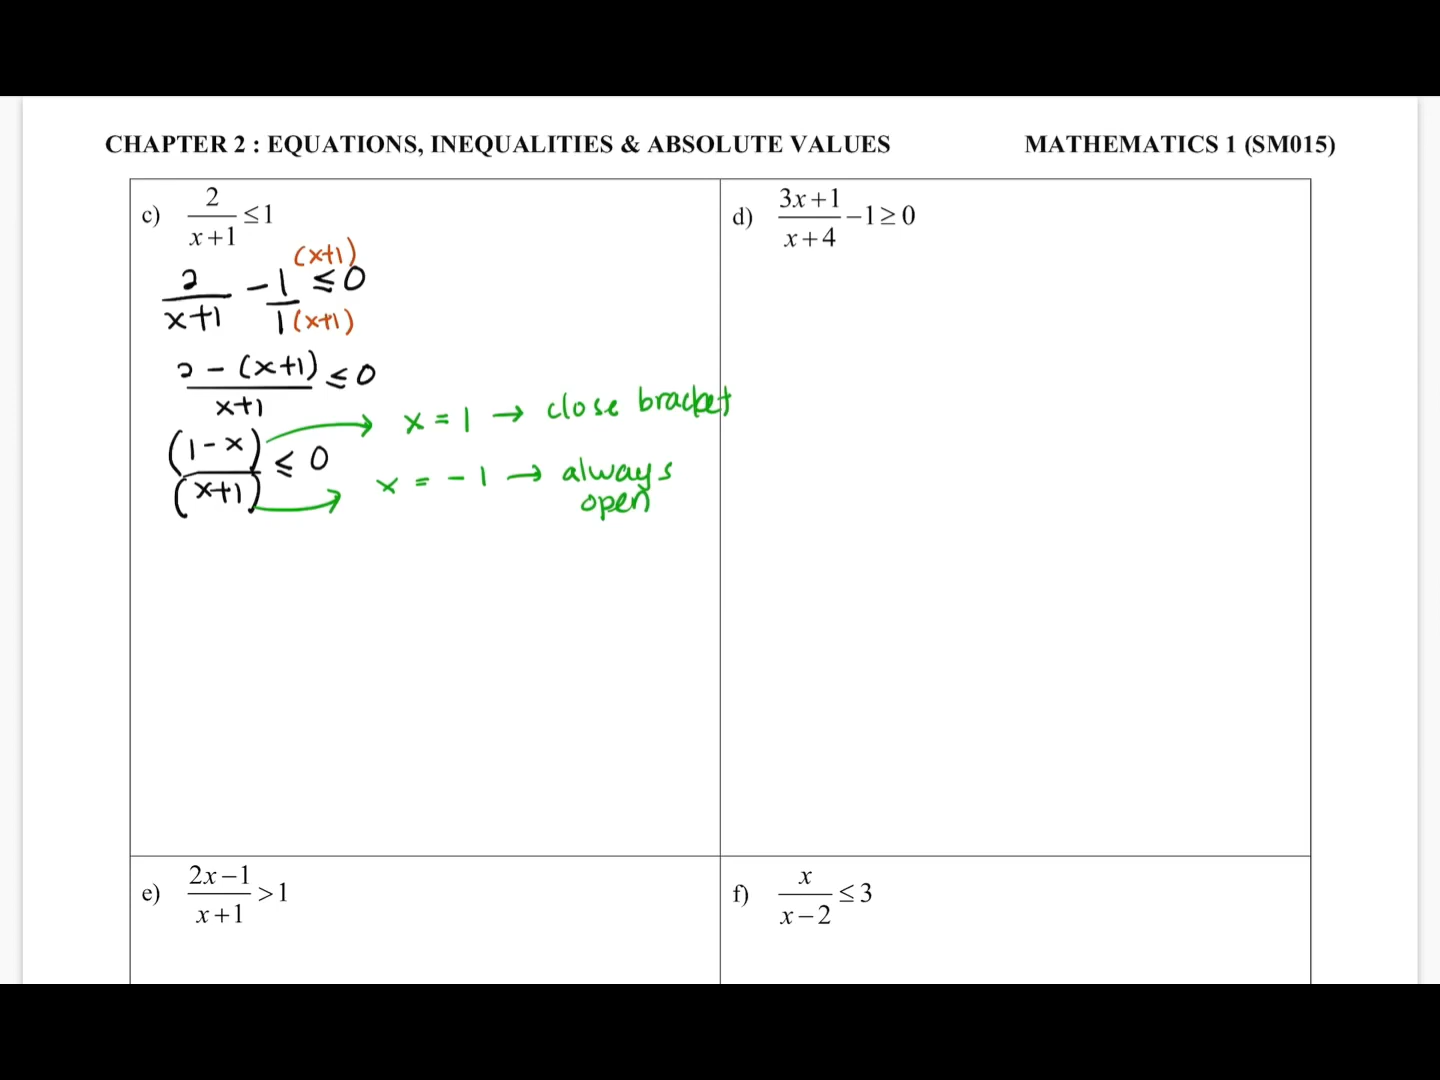 CHAPTER 2 : EQUATIONS, INEQUALITIES & ABSOLUTE VALUES MATHEMATICS 1 (SM015)
c) 2/(x+1) ≤ 1
2/(x+1) - 1(x+1)/1(x+1) ≤ 0
(2 - (x+1))/(x+1) ≤ 0
(1-x)/(x+1) ≤ 0
x = 1 → close bracket
x = -1 → always
open
d) (3x+1)/(x+4) - 1 ≥ 0
e) (2x-1)/(x+1) > 1
f) x/(x-2) ≤ 3